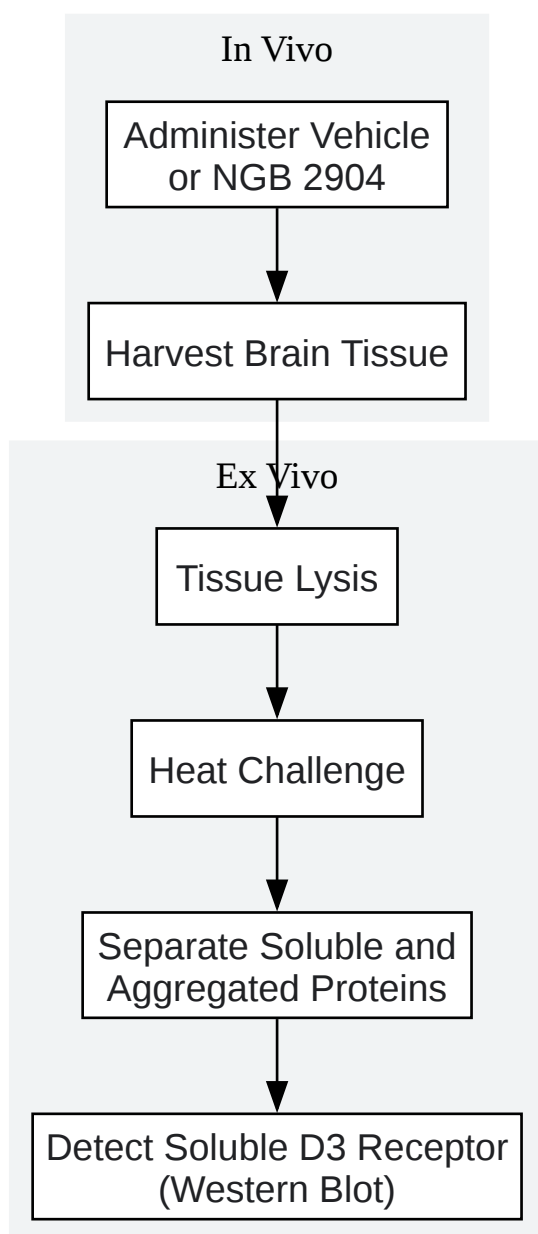 In Vivo
Administer Vehicle
or NGB 2904
Harvest Brain Tissue
Ex Vivo
Tissue Lysis
Heat Challenge
Separate Soluble and
Aggregated Proteins
Detect Soluble D3 Receptor
(Western Blot)